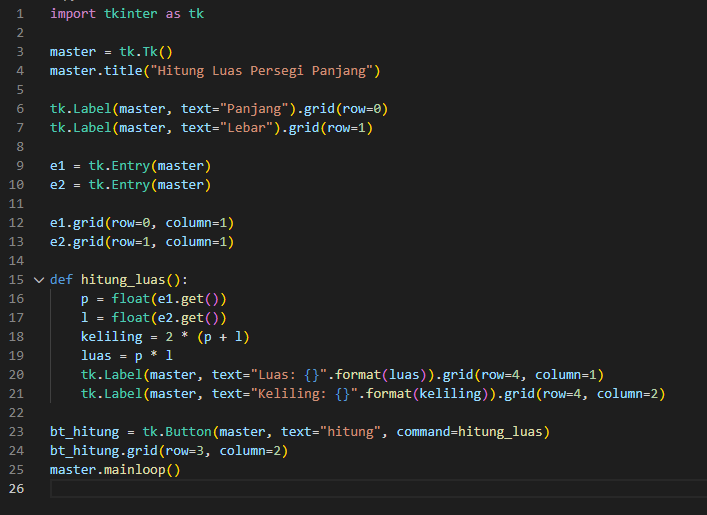 1 import tkinter as tk
2
3 master = tk.Tk()
4 master.title("Hitung Luas Persegi Panjang")
5
6 tk.Label(master, text="Panjang").grid(row=0)
7 tk.Label(master, text="Lebar").grid(row=1)
8
9 e1 = tk.Entry(master)
10 e2 = tk.Entry(master)
11
12 e1.grid(row=0, column=1)
13 e2.grid(row=1, column=1)
14
15 def hitung_luas():
16     p = float(e1.get())
17     l = float(e2.get())
18     keliling = 2 * (p + l)
19     luas = p * l
20     tk.Label(master, text="Luas: {}".format(luas)).grid(row=4, column=1)
21     tk.Label(master, text="Keliling: {}".format(keliling)).grid(row=4, column=2)
22
23 bt_hitung = tk.Button(master, text="hitung", command=hitung_luas)
24 bt_hitung.grid(row=3, column=2)
25 master.mainloop()
26